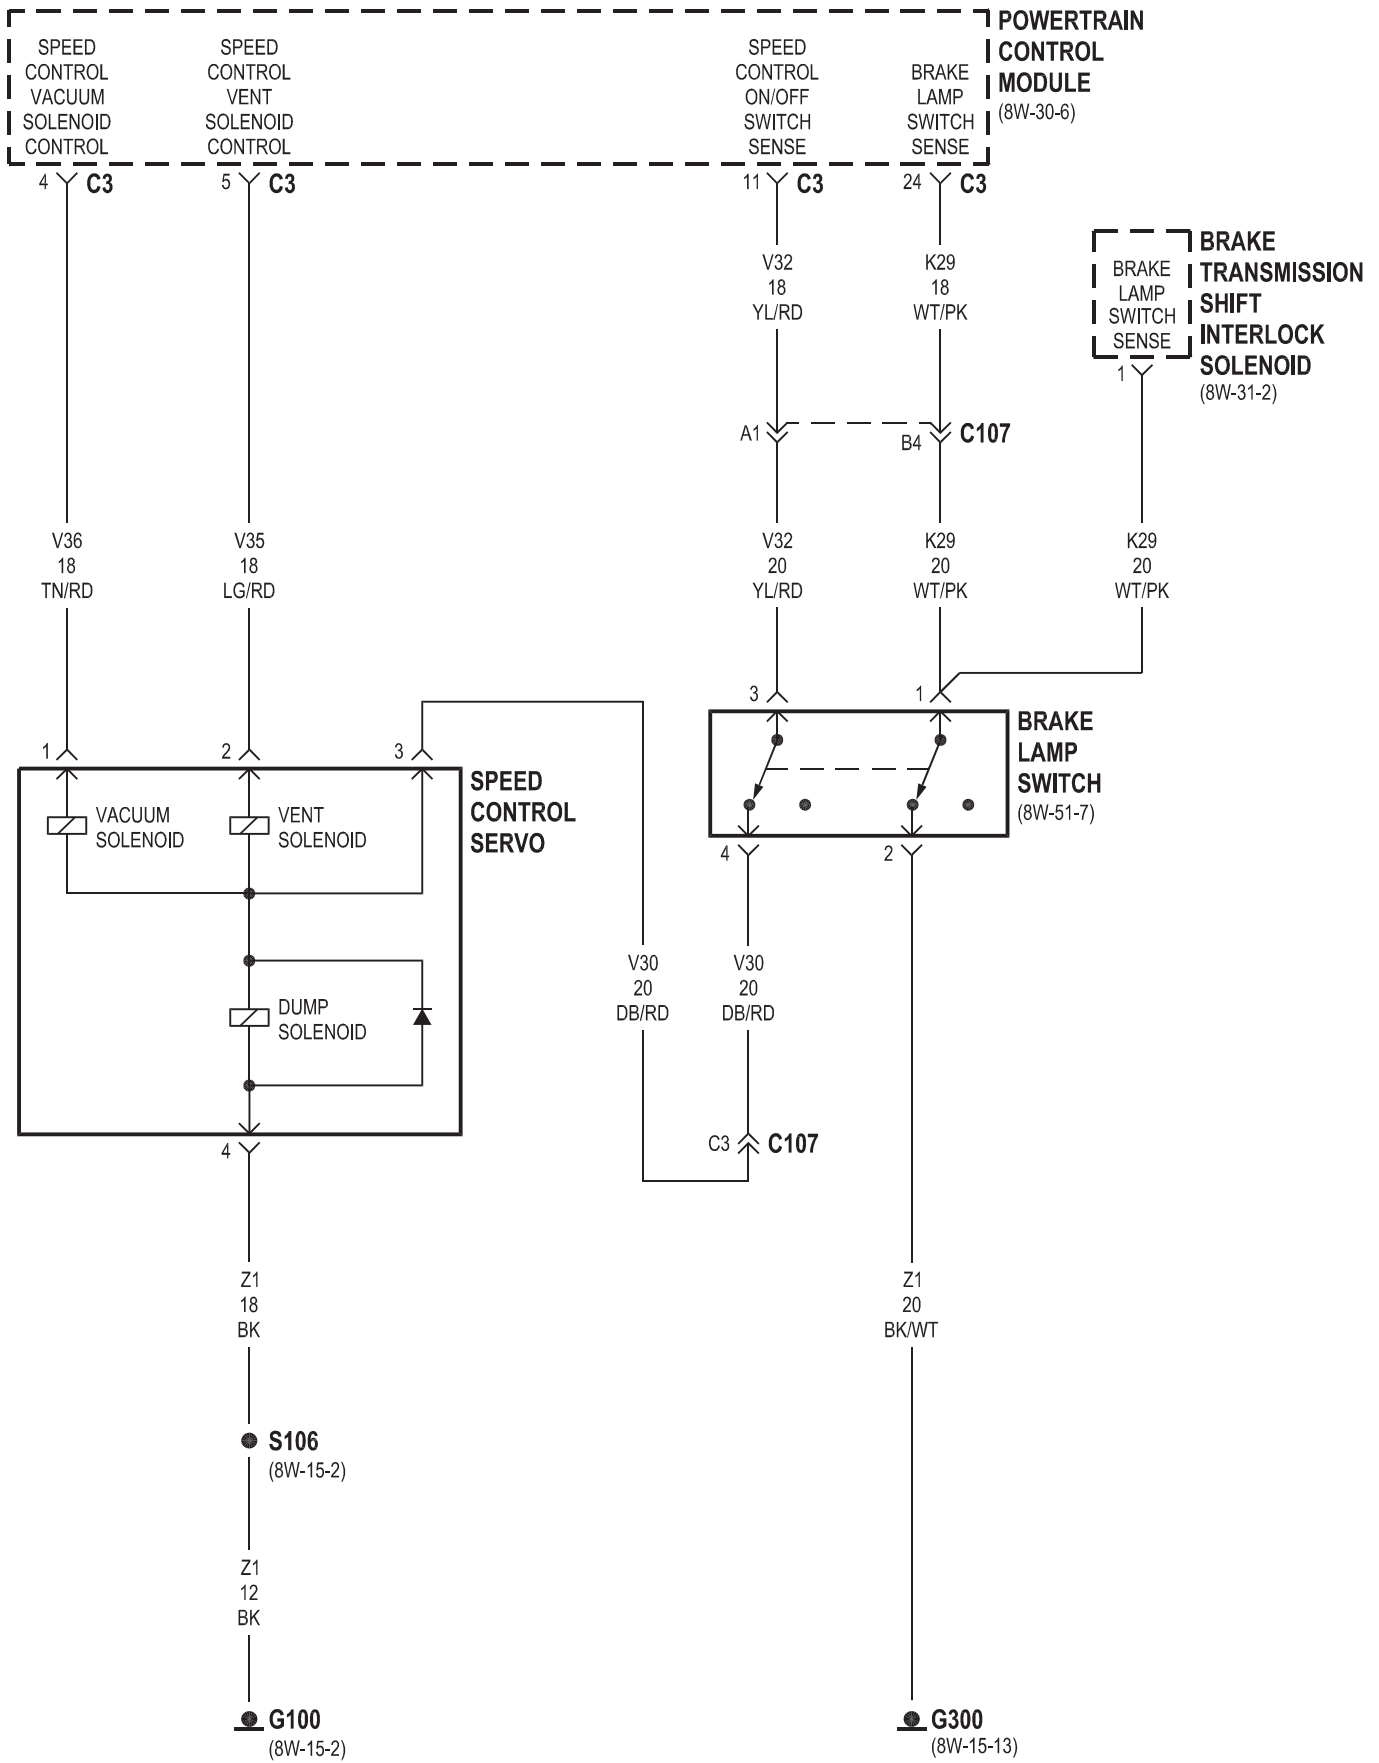 POWERTRAIN
CONTROL
MODULE
(8W-30-6)
SPEED
CONTROL
VACUUM
SOLENOID
CONTROL
SPEED
CONTROL
VENT
SOLENOID
CONTROL
SPEED
CONTROL
ON/OFF
SWITCH
SENSE
BRAKE
LAMP
SWITCH
SENSE
4 C3
5 C3
11 C3
24 C3
BRAKE
LAMP
SWITCH
SENSE
BRAKE
TRANSMISSION
SHIFT
INTERLOCK
SOLENOID
(8W-31-2)
1
V32
18
YL/RD
K29
18
WT/PK
A1
B4
C107
V36
18
TN/RD
V35
18
LG/RD
V32
20
YL/RD
K29
20
WT/PK
K29
20
WT/PK
1
2
3
3
1
VACUUM
SOLENOID
VENT
SOLENOID
SPEED
CONTROL
SERVO
BRAKE
LAMP
SWITCH
(8W-51-7)
4
2
DUMP
SOLENOID
V30
20
DB/RD
V30
20
DB/RD
4
C3 C107
Z1
18
BK
Z1
20
BK/WT
S106
(8W-15-2)
Z1
12
BK
G100
(8W-15-2)
G300
(8W-15-13)